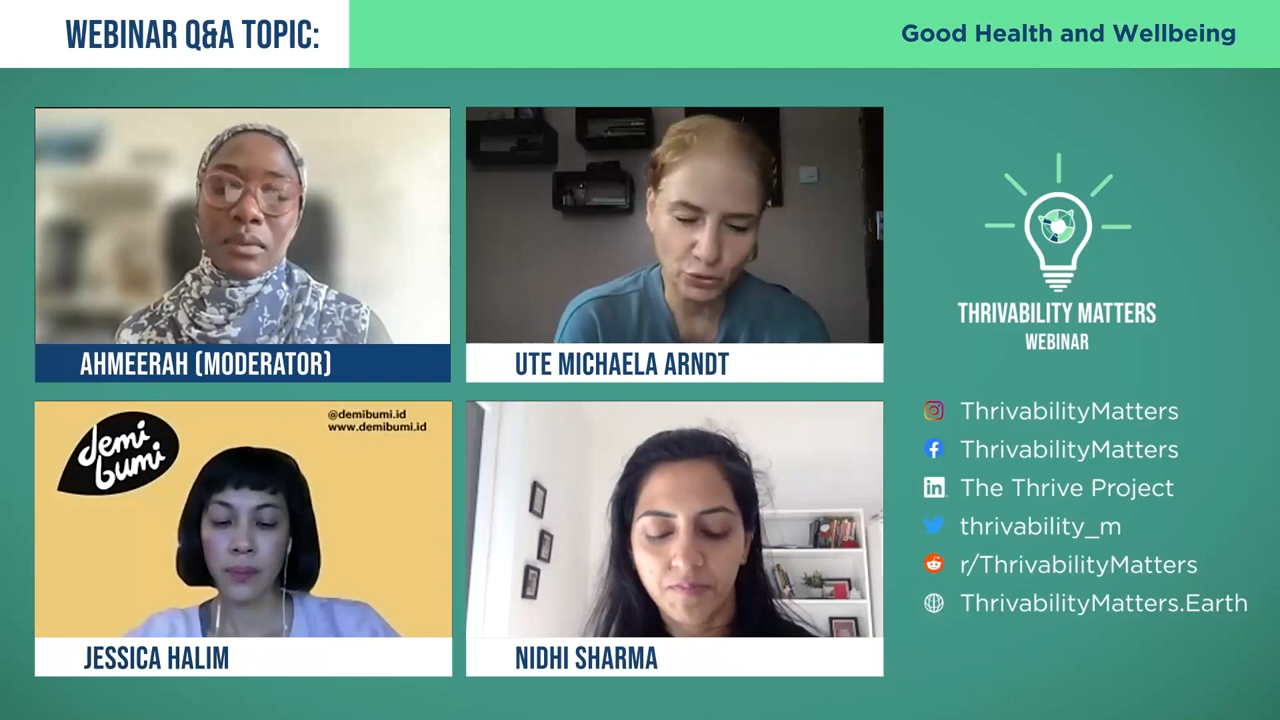 WEBINAR Q&A TOPIC:
Good Health and Wellbeing
AHMEERAH (MODERATOR)
UTE MICHAELA ARNDT
demi
bumi
@demibumi.id
www.demibumi.id
JESSICA HALIM
NIDHI SHARMA
THRIVABILITY MATTERS
WEBINAR
ThrivabilityMatters
ThrivabilityMatters
in The Thrive Project
thrivability_m
r/ThrivabilityMatters
ThrivabilityMatters.Earth